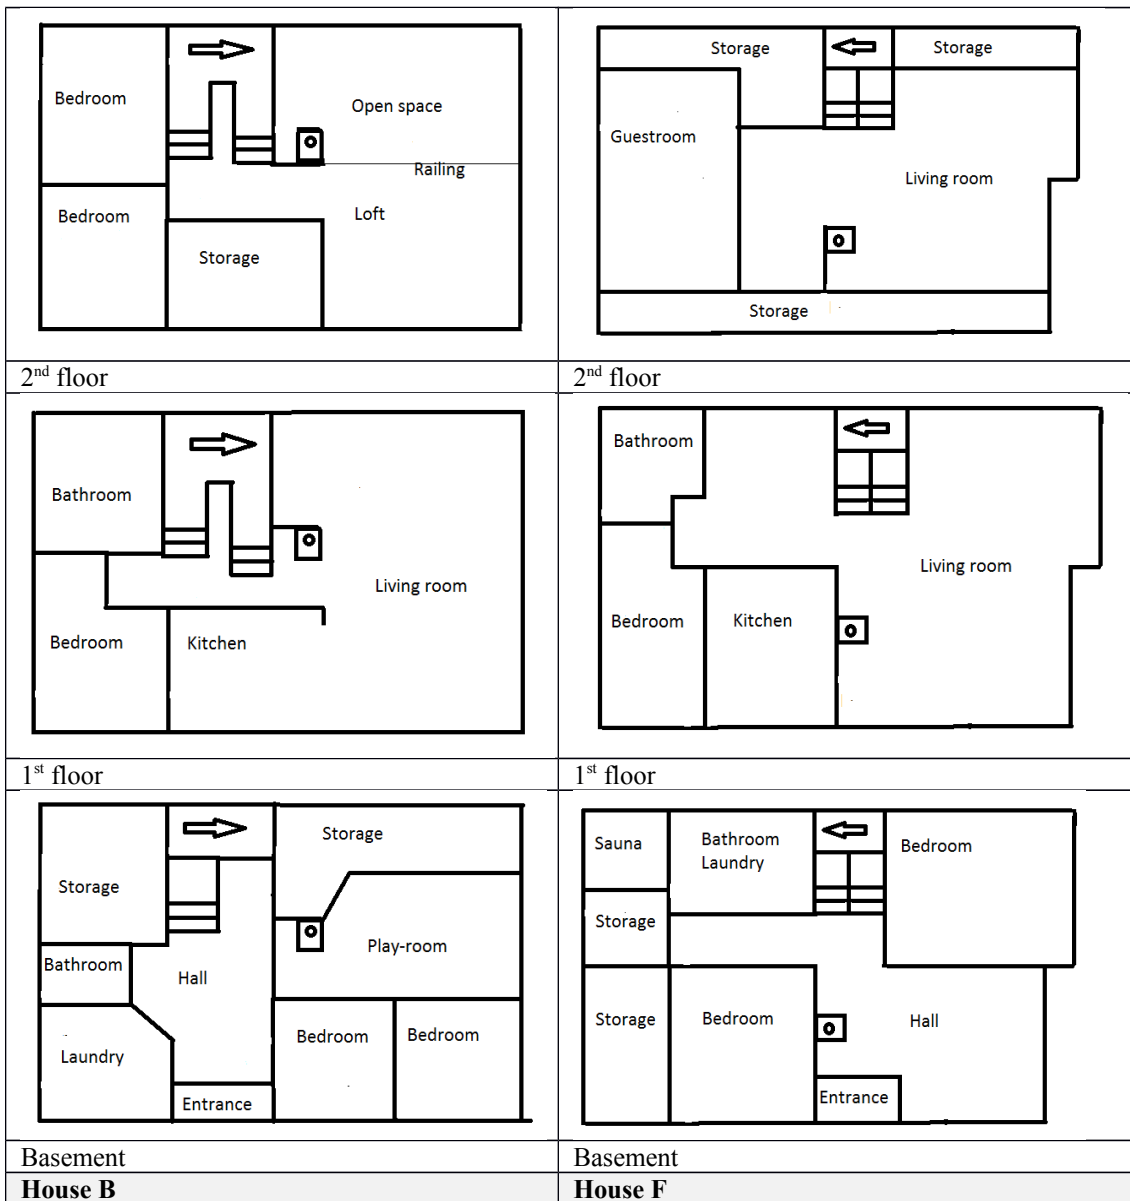 Bedroom
Open space
Railing
Bedroom
Loft
Storage
Storage
Storage
Guestroom
Living room
Storage
2nd floor
2nd floor
Bathroom
Living room
Bedroom
Kitchen
Bathroom
Living room
Bedroom
Kitchen
1st floor
1st floor
Storage
Storage
Play-room
Bathroom
Hall
Bedroom
Bedroom
Laundry
Entrance
Sauna
Bathroom
Laundry
Bedroom
Storage
Storage
Bedroom
Hall
Entrance
Basement
Basement
House B
House F